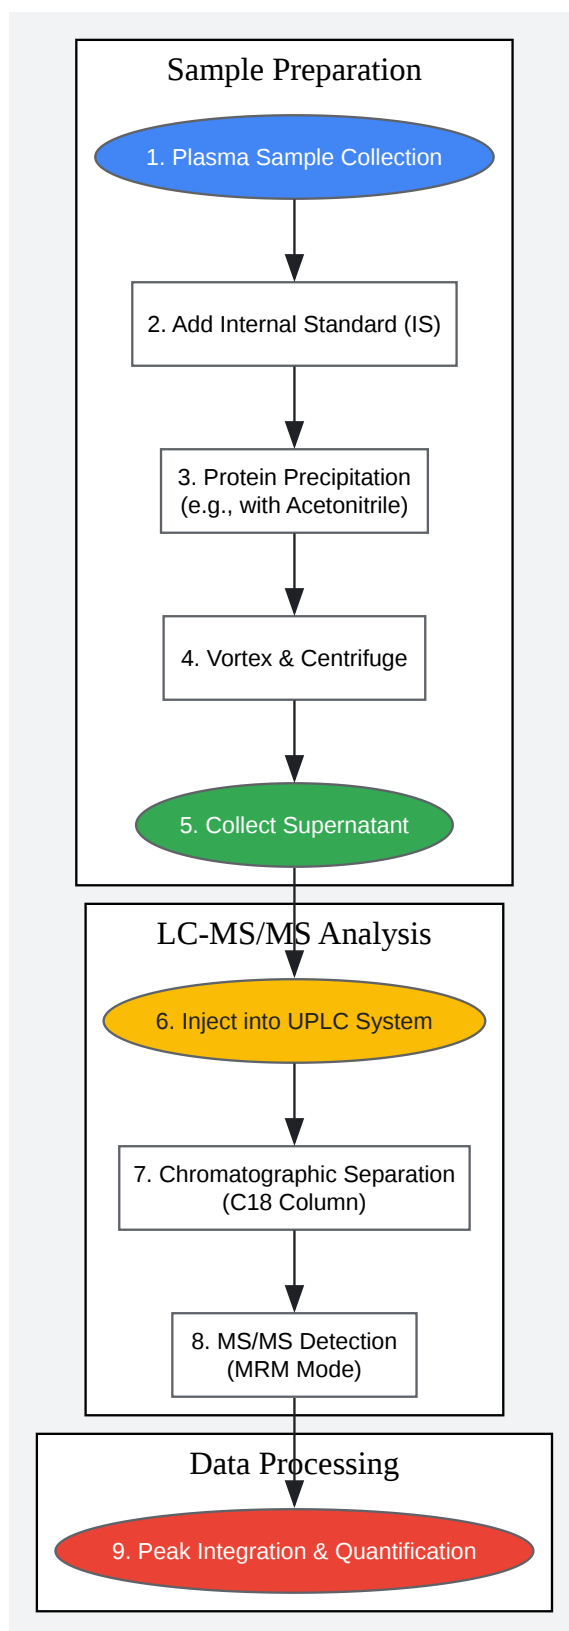 Sample Preparation
1. Plasma Sample Collection
2. Add Internal Standard (IS)
3. Protein Precipitation
(e.g., with Acetonitrile)
4. Vortex & Centrifuge
5. Collect Supernatant
LC-MS/MS Analysis
6. Inject into UPLC System
7. Chromatographic Separation
(C18 Column)
8. MS/MS Detection
(MRM Mode)
Data Processing
9. Peak Integration & Quantification